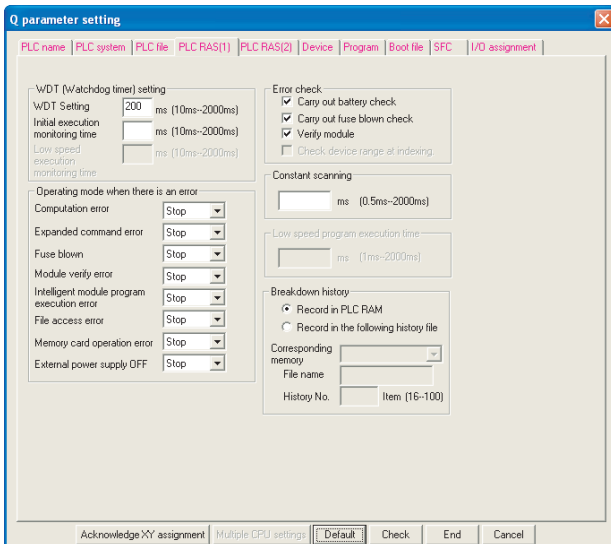 Q parameter setting
PLC name PLC system PLC file PLC RAS(1) PLC RAS(2) Device Program Boot file SFC I/O assignment
WDT (Watchdog timer) setting
WDT Setting 200 ms (10ms--2000ms)
Initial execution
monitoring time ms (10ms--2000ms)
Low speed
execution
monitoring time ms (10ms--2000ms)
Operating mode when there is an error
Computation error Stop
Expanded command error Stop
Fuse blown Stop
Module verify error Stop
Intelligent module program
execution error Stop
File access error Stop
Memory card operation error Stop
External power supply OFF Stop
Error check
Carry out battery check
Carry out fuse blown check
Verify module
Check device range at indexing
Constant scanning
ms (0.5ms--2000ms)
Low speed program execution time
ms (1ms--2000ms)
Breakdown history
Record in PLC RAM
Record in the following history file
Corresponding
memory
File name
History No. Item (16--100)
Acknowledge XY assignment Multiple CPU settings Default Check End Cancel